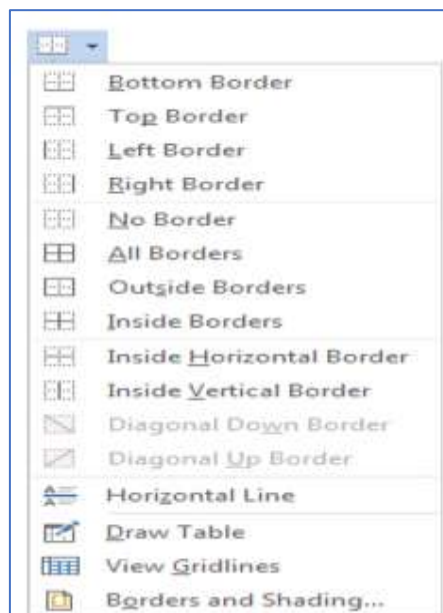 Bottom Border
Top Border
Left Border
Right Border
No Border
All Borders
Outside Borders
Inside Borders
Inside Horizontal Border
Inside Vertical Border
Diagonal Down Border
Diagonal Up Border
Horizontal Line
Draw Table
View Gridlines
Borders and Shading...